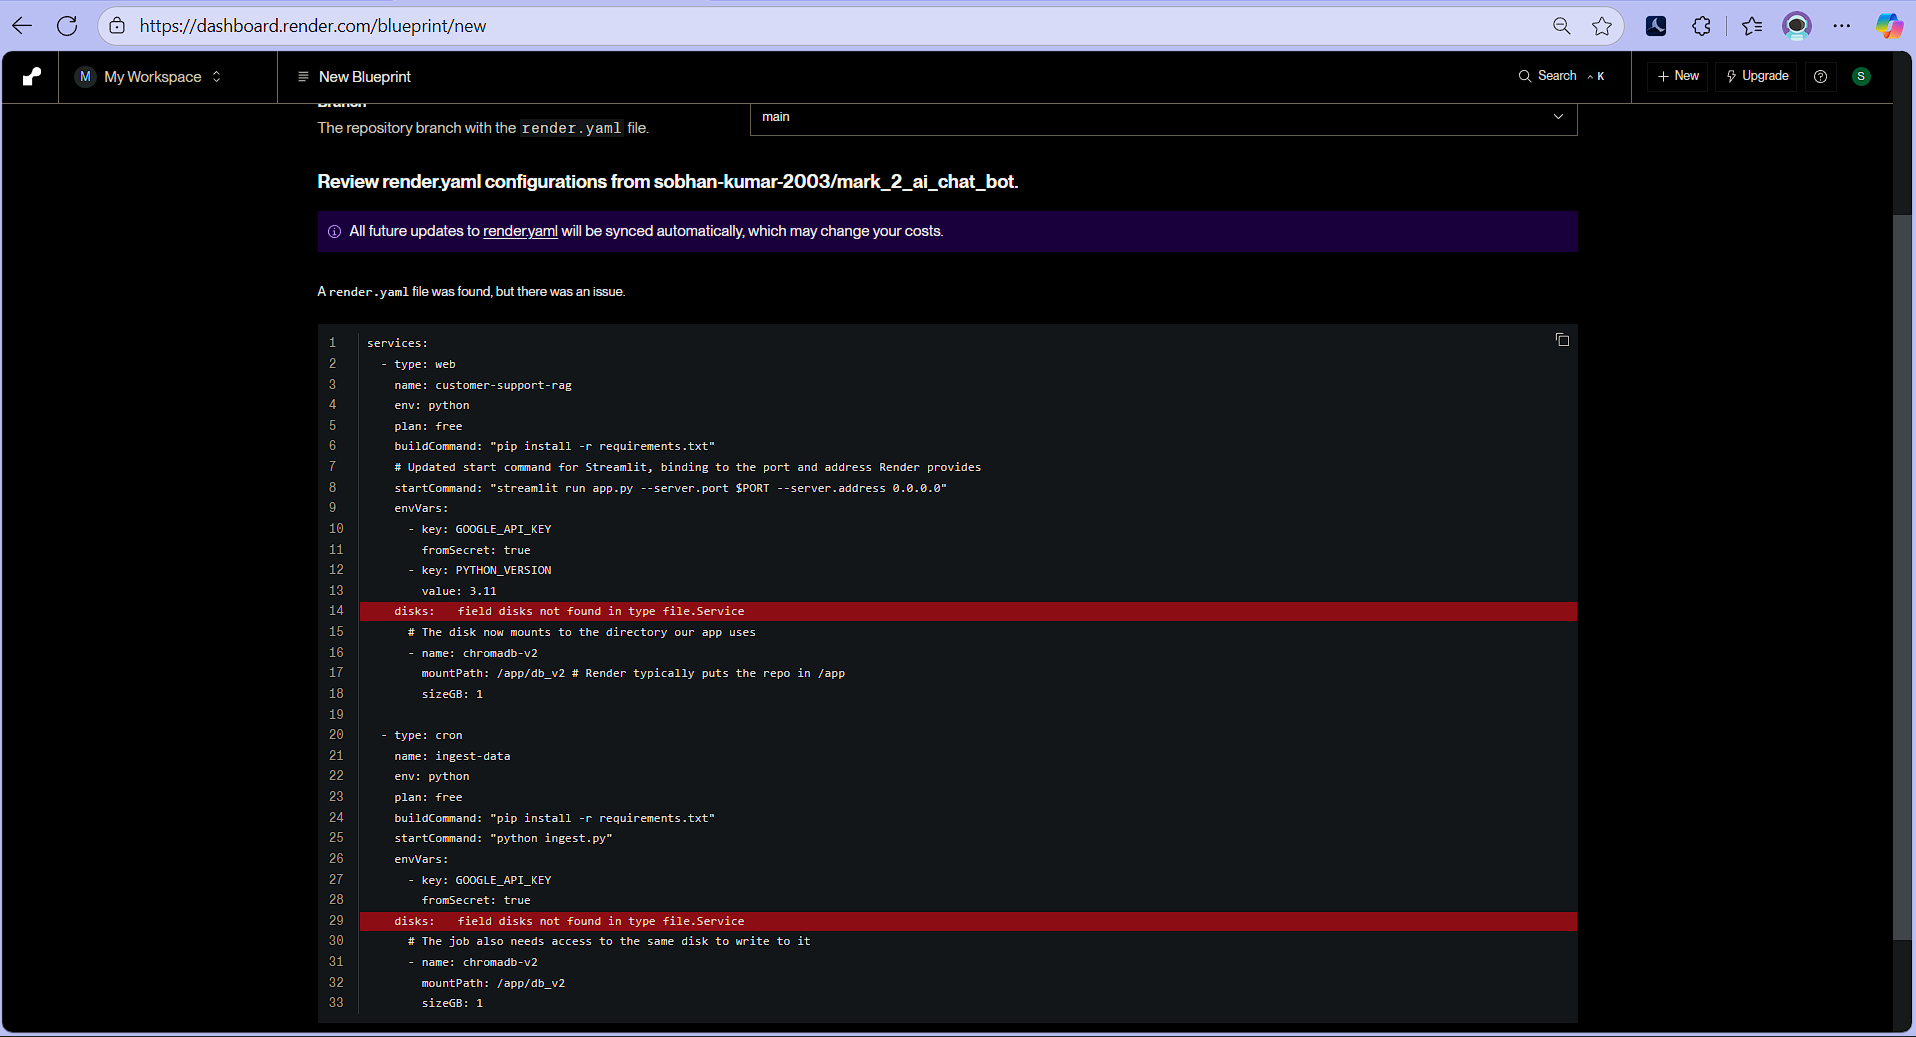 https://dashboard.render.com/blueprint/new
M My Workspace
New Blueprint
Search ^ K
+ New
Upgrade
S
Branch
The repository branch with the render.yaml file.
main
Review render.yaml configurations from sobhan-kumar-2003/mark_2_ai_chat_bot.
All future updates to render.yaml will be synced automatically, which may change your costs.
A render.yaml file was found, but there was an issue.
1 services:
2 - type: web
3 name: customer-support-rag
4 env: python
5 plan: free
6 buildCommand: "pip install -r requirements.txt"
7 # Updated start command for Streamlit, binding to the port and address Render provides
8 startCommand: "streamlit run app.py --server.port $PORT --server.address 0.0.0.0"
9 envVars:
10 - key: GOOGLE_API_KEY
11 fromSecret: true
12 - key: PYTHON_VERSION
13 value: 3.11
14 disks: field disks not found in type file.Service
15 # The disk now mounts to the directory our app uses
16 - name: chromadb-v2
17 mountPath: /app/db_v2 # Render typically puts the repo in /app
18 sizeGB: 1
19
20 - type: cron
21 name: ingest-data
22 env: python
23 plan: free
24 buildCommand: "pip install -r requirements.txt"
25 startCommand: "python ingest.py"
26 envVars:
27 - key: GOOGLE_API_KEY
28 fromSecret: true
29 disks: field disks not found in type file.Service
30 # The job also needs access to the same disk to write to it
31 - name: chromadb-v2
32 mountPath: /app/db_v2
33 sizeGB: 1